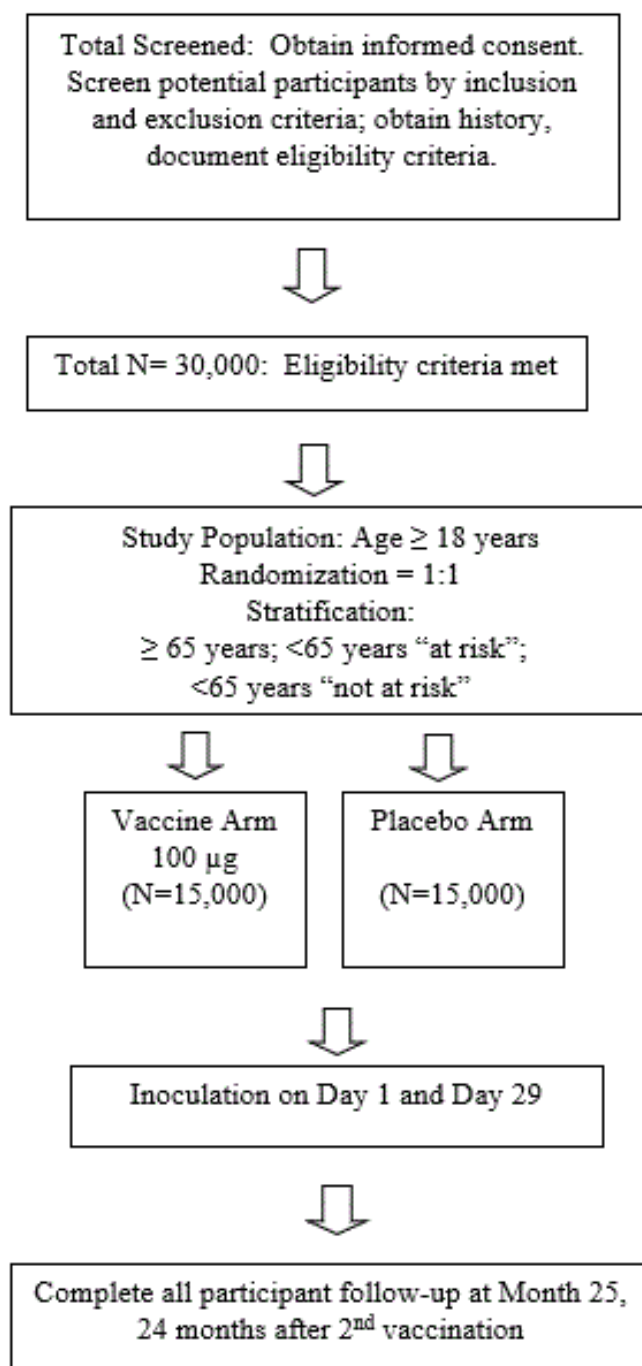 Total Screened: Obtain informed consent.
Screen potential participants by inclusion
and exclusion criteria; obtain history,
document eligibility criteria.
Total N= 30,000: Eligibility criteria met
Study Population: Age ≥ 18 years
Randomization = 1:1
Stratification:
≥ 65 years; <65 years “at risk”;
<65 years “not at risk”
Vaccine Arm
100 µg
(N=15,000)
Placebo Arm
(N=15,000)
Inoculation on Day 1 and Day 29
Complete all participant follow-up at Month 25,
24 months after 2nd vaccination